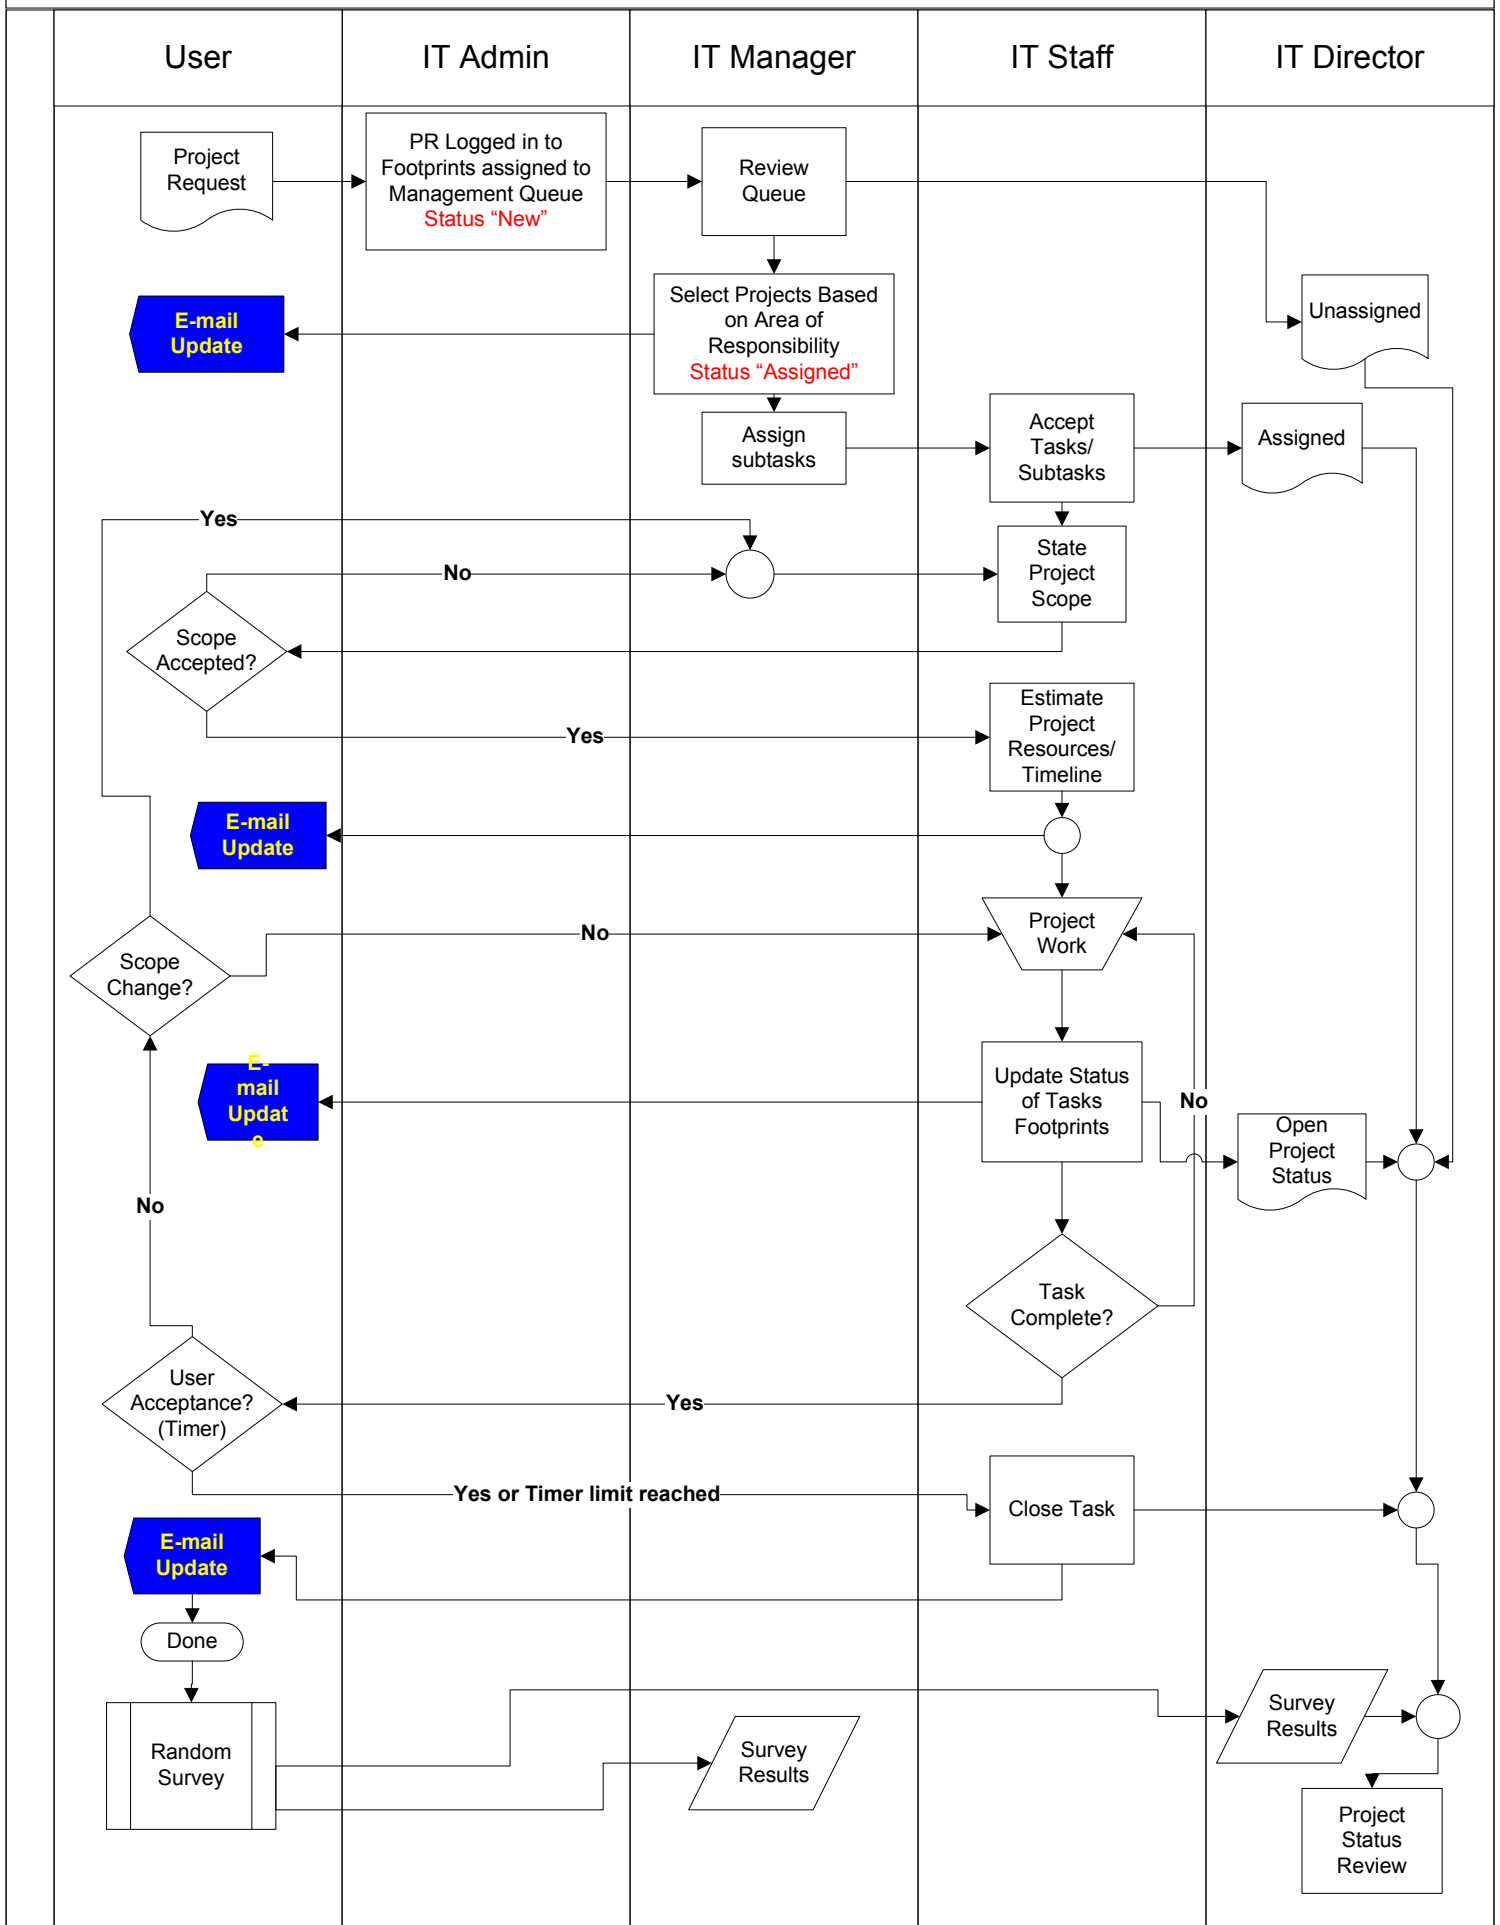 User
IT Admin
IT Manager
IT Staff
IT Director
Project
Request
PR Logged in to
Footprints assigned to
Management Queue
Status “New”
Review
Queue
E-mail
Update
Select Projects Based
on Area of
Responsibility
Status “Assigned”
Unassigned
Assign
subtasks
Accept
Tasks/
Subtasks
Assigned
Yes
No
State
Project
Scope
Scope
Accepted?
Yes
Estimate
Project
Resources/
Timeline
E-mail
Update
Scope
Change?
No
Project
Work
E-
mail
Updat
e
Update Status
of Tasks
Footprints
No
Open
Project
Status
No
Task
Complete?
User
Acceptance?
(Timer)
Yes
Yes or Timer limit reached
Close Task
E-mail
Update
Done
Random
Survey
Survey
Results
Survey
Results
Project
Status
Review